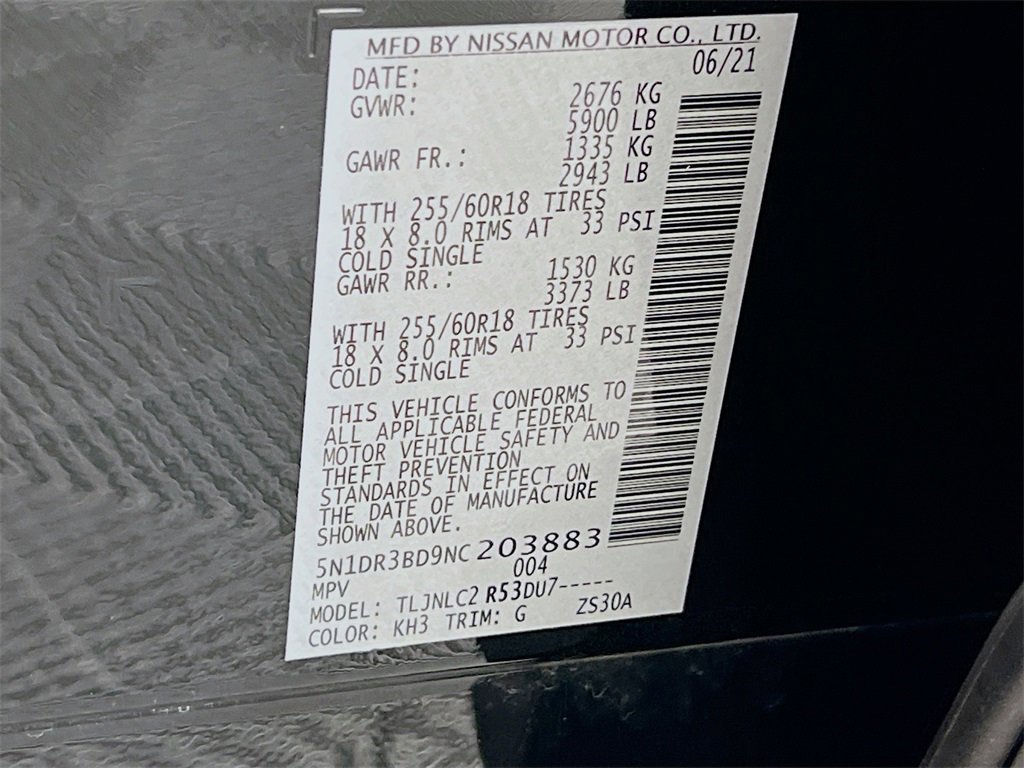 MFD BY NISSAN MOTOR CO., LTD.
DATE: 06/21
GVWR: 2676 KG
5900 LB
GAWR FR.: 1335 KG
2943 LB
WITH 255/60R18 TIRES
18 X 8.0 RIMS AT 33 PSI
COLD SINGLE
GAWR RR.: 1530 KG
3373 LB
WITH 255/60R18 TIRES
18 X 8.0 RIMS AT 33 PSI
COLD SINGLE
THIS VEHICLE CONFORMS TO
ALL APPLICABLE FEDERAL
MOTOR VEHICLE SAFETY AND
THEFT PREVENTION
STANDARDS IN EFFECT ON
THE DATE OF MANUFACTURE
SHOWN ABOVE.
5N1DR3BD9NC203883
MPV 004
MODEL: TLJNLC2 R53DU7-----
COLOR: KH3 TRIM: G ZS30A